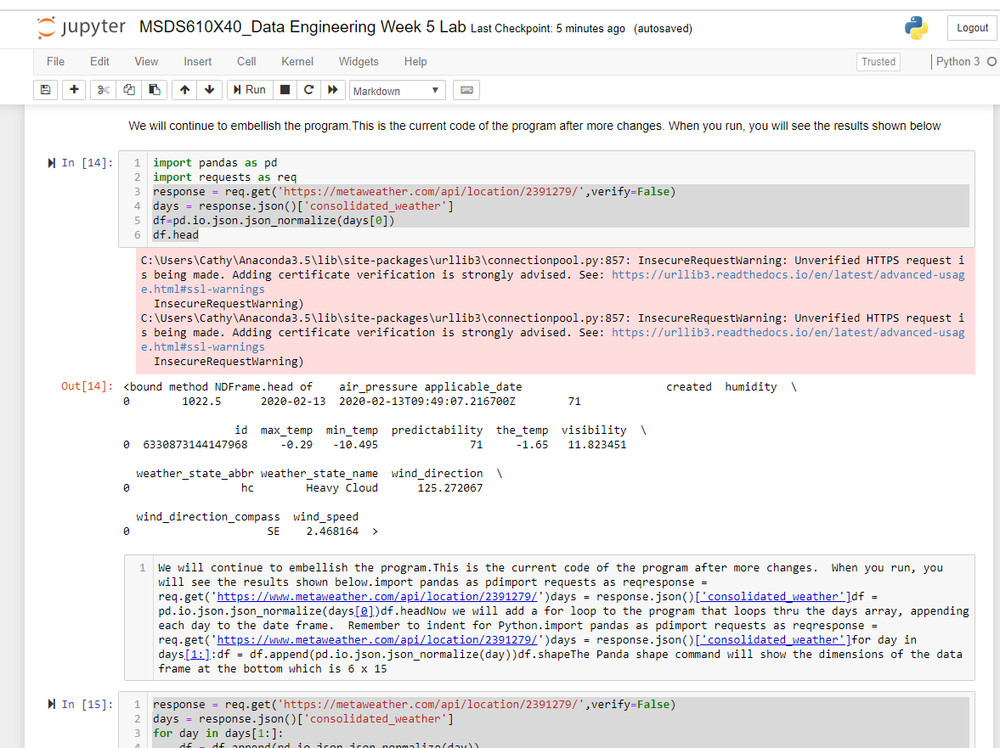 jupyter MSDS610X40_Data Engineering Week 5 Lab Last Checkpoint: 5 minutes ago (autosaved)
Logout
File Edit View Insert Cell Kernel Widgets Help
Trusted
Python 3
Run
Markdown
We will continue to embellish the program.This is the current code of the program after more changes. When you run, you will see the results shown below
In [14]:
1 import pandas as pd
2 import requests as req
3 response = req.get('https://metaweather.com/api/location/2391279/',verify=False)
4 days = response.json()['consolidated_weather']
5 df=pd.io.json.json_normalize(days[0])
6 df.head
C:\Users\Cathy\Anaconda3.5\lib\site-packages\urllib3\connectionpool.py:857: InsecureRequestWarning: Unverified HTTPS request i
s being made. Adding certificate verification is strongly advised. See: https://urllib3.readthedocs.io/en/latest/advanced-usag
e.html#ssl-warnings
InsecureRequestWarning)
C:\Users\Cathy\Anaconda3.5\lib\site-packages\urllib3\connectionpool.py:857: InsecureRequestWarning: Unverified HTTPS request i
s being made. Adding certificate verification is strongly advised. See: https://urllib3.readthedocs.io/en/latest/advanced-usag
e.html#ssl-warnings
InsecureRequestWarning)
Out[14]: <bound method NDFrame.head of    air_pressure applicable_date                      created  humidity  \
0        1022.5      2020-02-13  2020-02-13T09:49:07.216700Z        71
id  max_temp  min_temp  predictability  the_temp  visibility  \
0  6330873144147968     -0.29   -10.495              71     -1.65   11.823451
weather_state_abbr weather_state_name  wind_direction  \
0                 hc        Heavy Cloud      125.272067
wind_direction_compass  wind_speed
0                     SE    2.468164  >
1 We will continue to embellish the program.This is the current code of the program after more changes.  When you run, you
will see the results shown below.import pandas as pdimport requests as reqresponse =
req.get('https://www.metaweather.com/api/location/2391279/')days = response.json()['consolidated_weather']df =
pd.io.json.json_normalize(days[0])df.headNow we will add a for loop to the program that loops thru the days array, appending
each day to the date frame.  Remember to indent for Python.import pandas as pdimport requests as reqresponse =
req.get('https://www.metaweather.com/api/location/2391279/')days = response.json()['consolidated_weather']for day in
days[1:]:df = df.append(pd.io.json.json_normalize(day))df.shapeThe Panda shape command will show the dimensions of the data
frame at the bottom which is 6 x 15
In [15]:
1 response = req.get('https://metaweather.com/api/location/2391279/',verify=False)
2 days = response.json()['consolidated_weather']
3 for day in days[1:]:
4 df = df.append(pd.io.json.json_normalize(day))